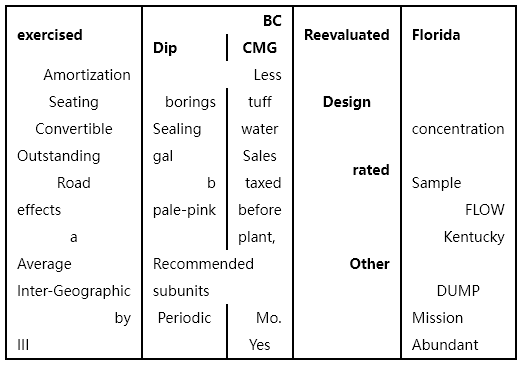 BC
exercised Reevaluated Florida
Dip CMG
Amortization Less
Seating borings tuff Design
Convertible Sealing water concentration
Outstanding gal Sales
rated
Road b taxed Sample
effects pale-pink before FLOW
a plant, Kentucky
Average Recommended Other
Inter-Geographic subunits DUMP
by Periodic Mo. Mission
III Yes Abundant